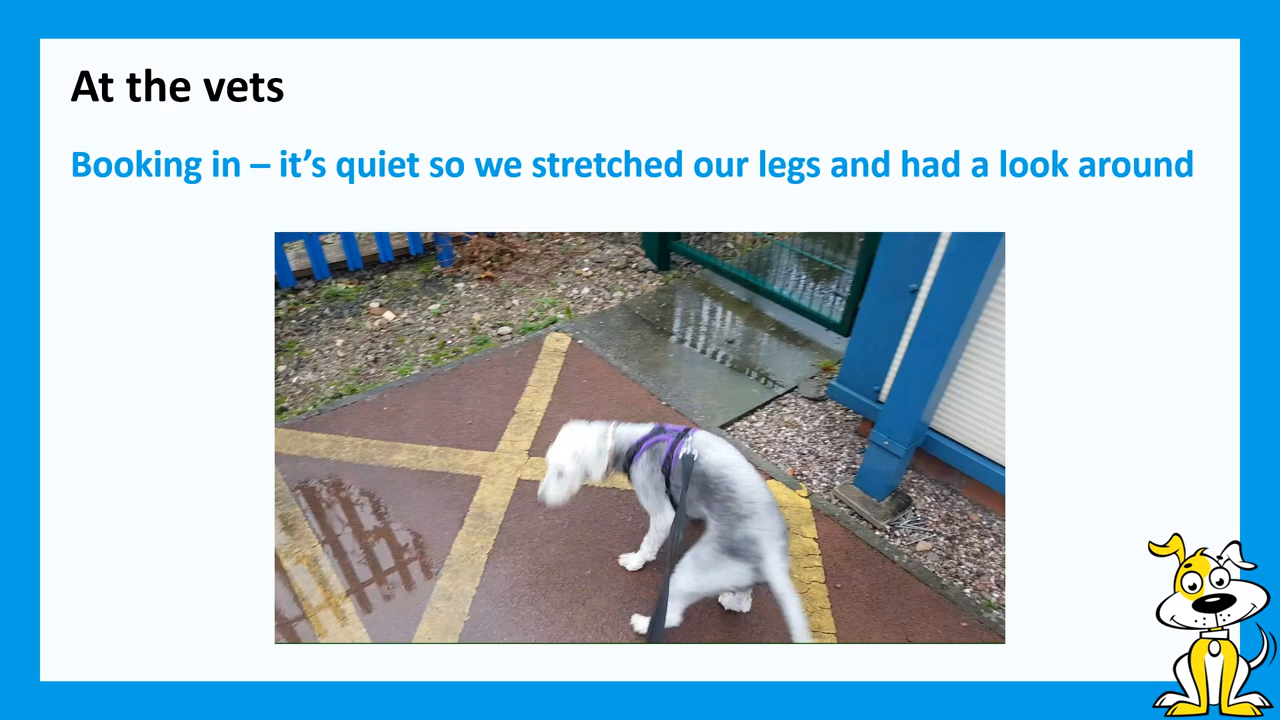 At the vets
Booking in – it’s quiet so we stretched our legs and had a look around